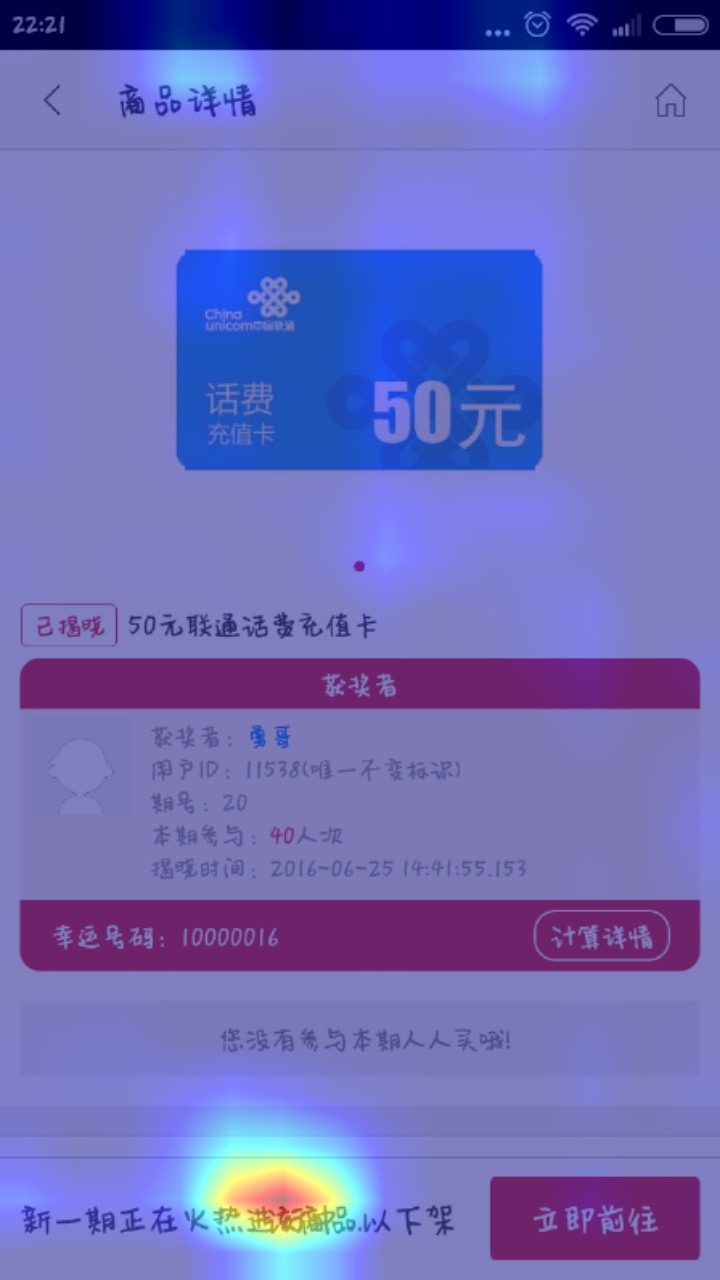 22:21
商品详情
China
unicom中国联通
话费
充值卡
50元
已揭晓 50元联通话费充值卡
获奖者
获奖者：勇哥
用户ID：11538(唯一不变标识)
期号：20
本期参与：40人次
揭晓时间：2016-06-25 14:41:55.153
幸运号码：10000016
计算详情
您没有参与本期人人买哦!
新一期正在火热 以下架
立即前往